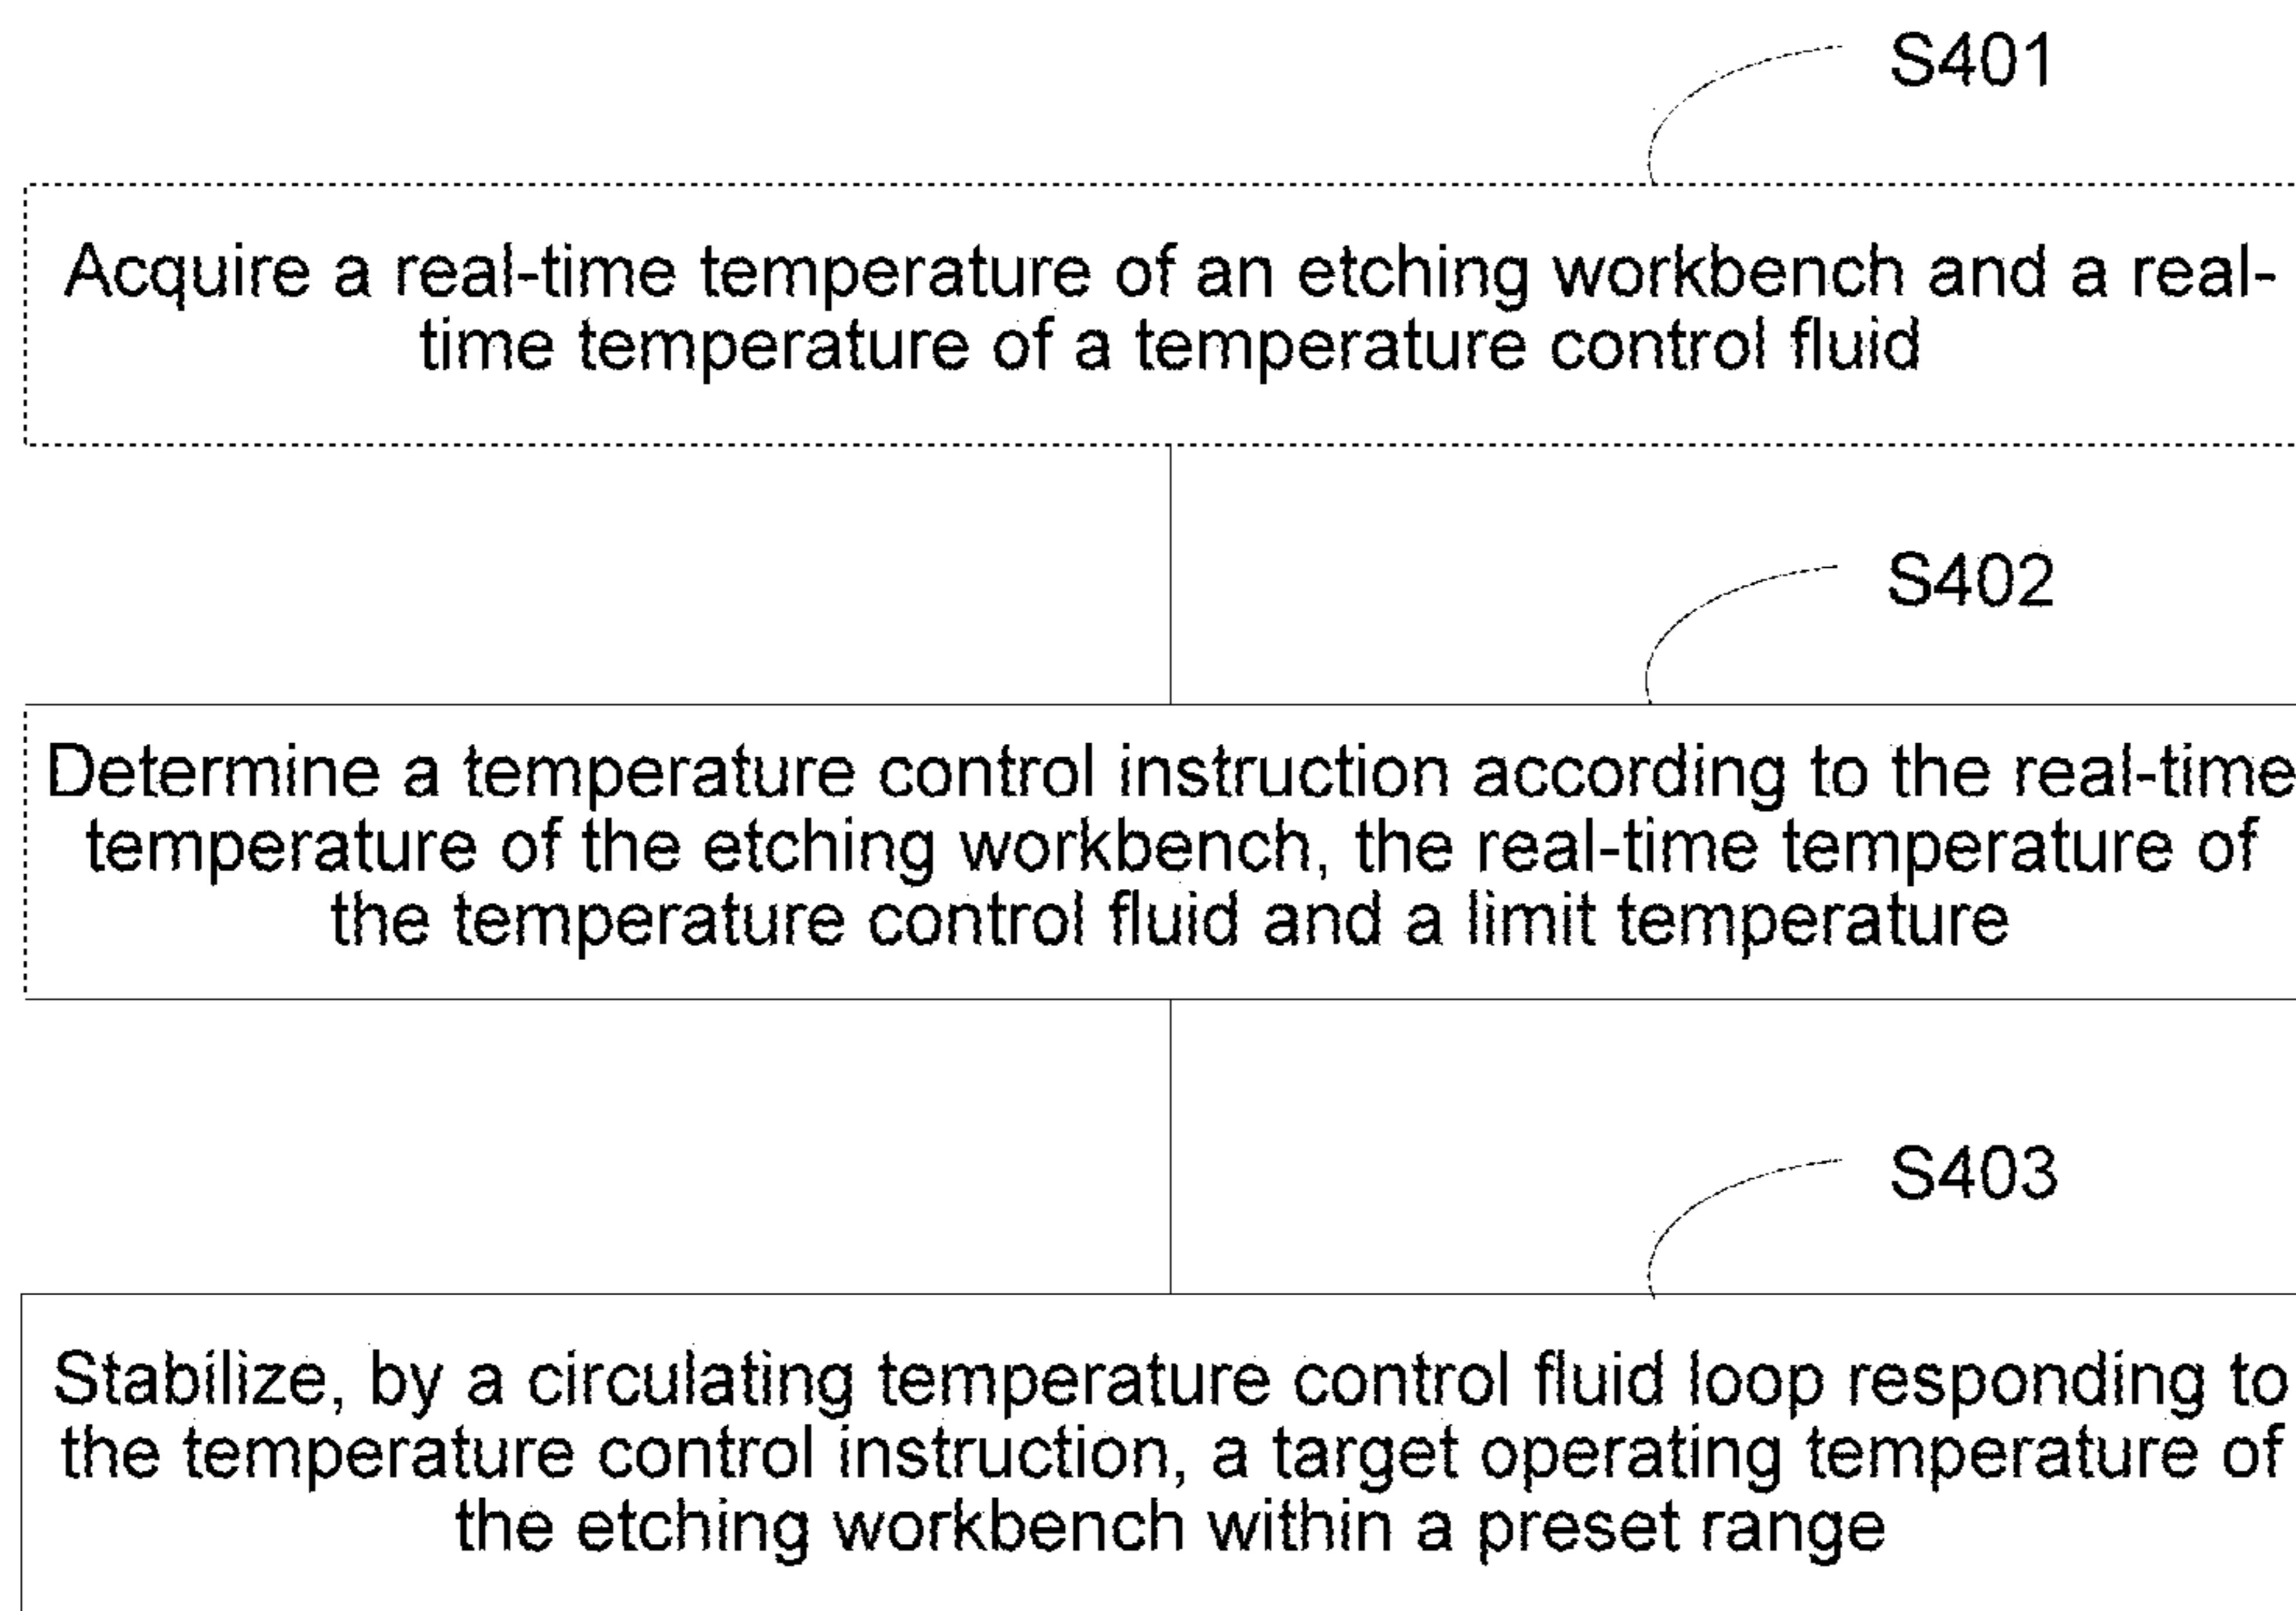 S401
Acquire a real-time temperature of an etching workbench and a real-
time temperature of a temperature control fluid
S402
Determine a temperature control instruction according to the real-time
temperature of the etching workbench, the real-time temperature of
the temperature control fluid and a limit temperature
S403
Stabilize, by a circulating temperature control fluid loop responding to
the temperature control instruction, a target operating temperature of
the etching workbench within a preset range